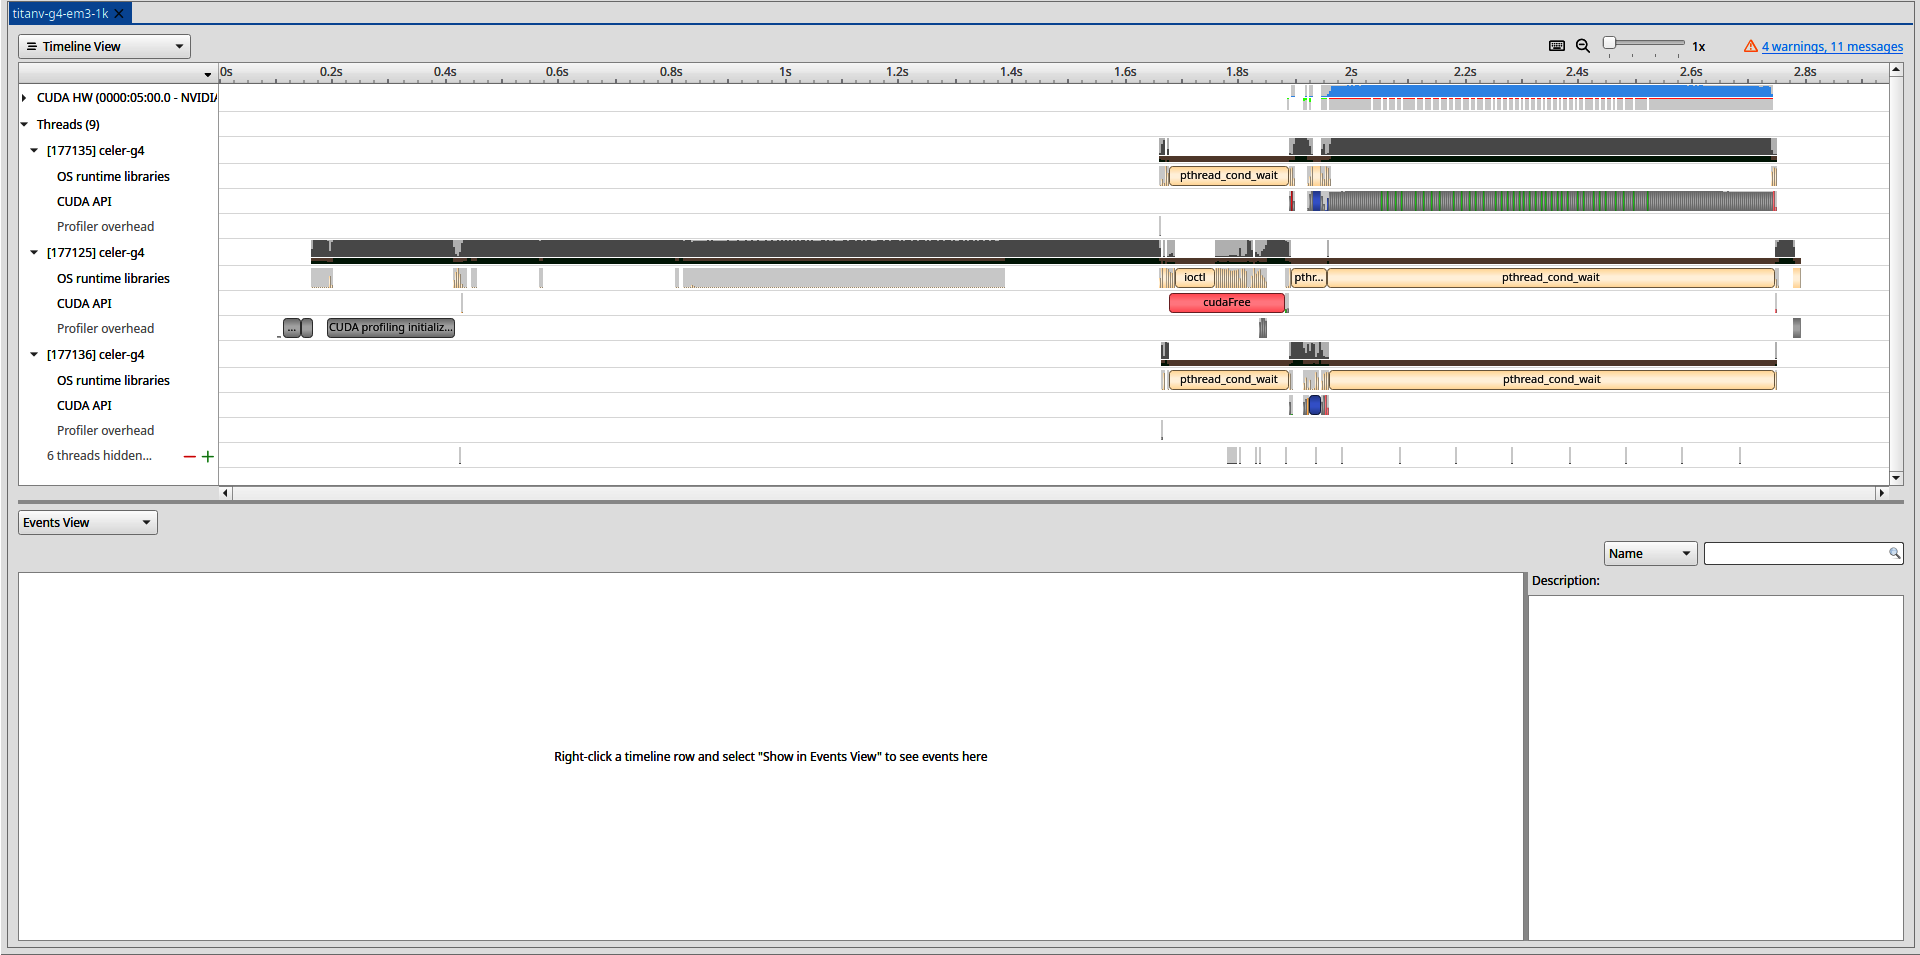 titanv-g4-em3-1k
Timeline View
1x
4 warnings, 11 messages
0s 0.2s 0.4s 0.6s 0.8s 1s 1.2s 1.4s 1.6s 1.8s 2s 2.2s 2.4s 2.6s 2.8s
CUDA HW (0000:05:00.0 - NVIDI
Threads (9)
[177135] celer-g4
OS runtime libraries pthread_cond_wait
CUDA API
Profiler overhead
[177125] celer-g4
OS runtime libraries ioctl pthr... pthread_cond_wait
CUDA API cudaFree
Profiler overhead ... CUDA profiling initializ...
[177136] celer-g4
OS runtime libraries pthread_cond_wait pthread_cond_wait
CUDA API
Profiler overhead
6 threads hidden...
Events View
Name
Description:
Right-click a timeline row and select "Show in Events View" to see events here